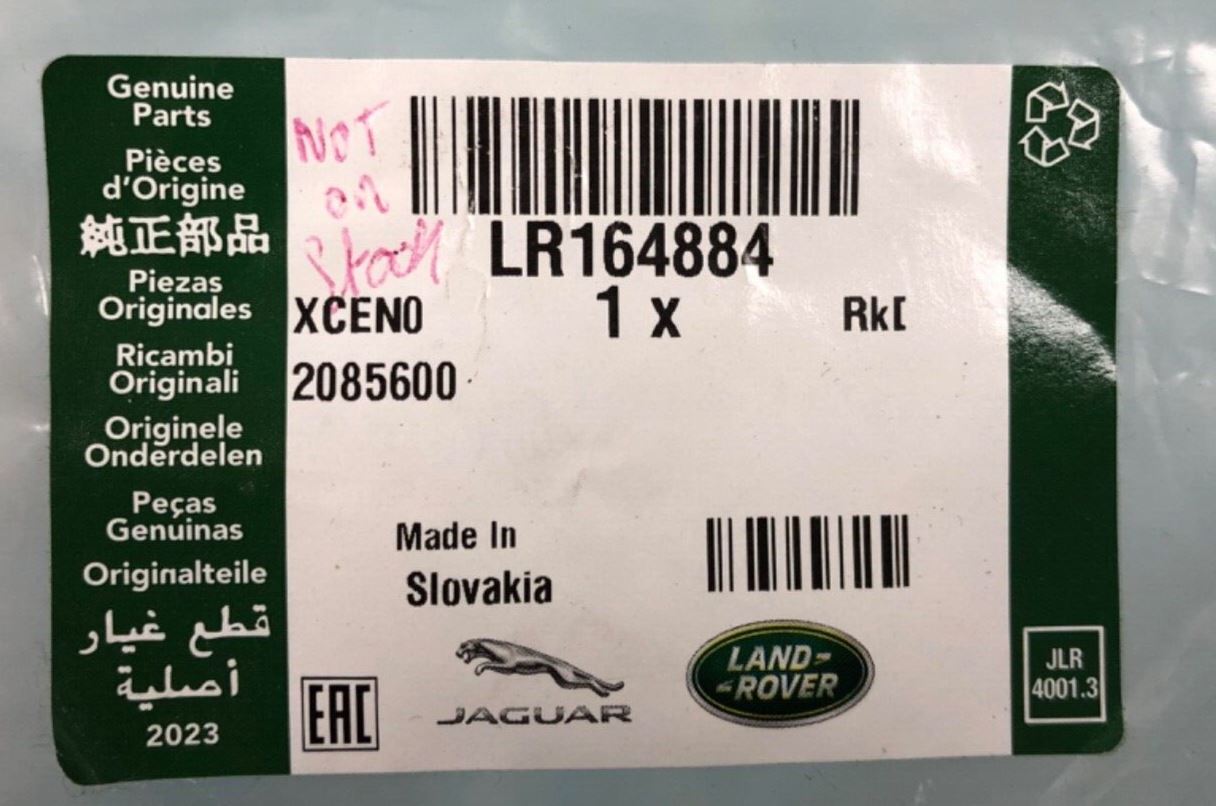 Genuine
Parts
Pièces
d'Origine
純正部品
Piezas
Originales
Ricambi
Originali
Originele
Onderdelen
Peças
Genuinas
Originalteile
قطع غيار
أصلية
2023
NOT
on
Stock
LR164884
XCEN0
1 x
Rk[
2085600
Made In
Slovakia
EAC
JAGUAR
LAND-
-ROVER
JLR
4001.3